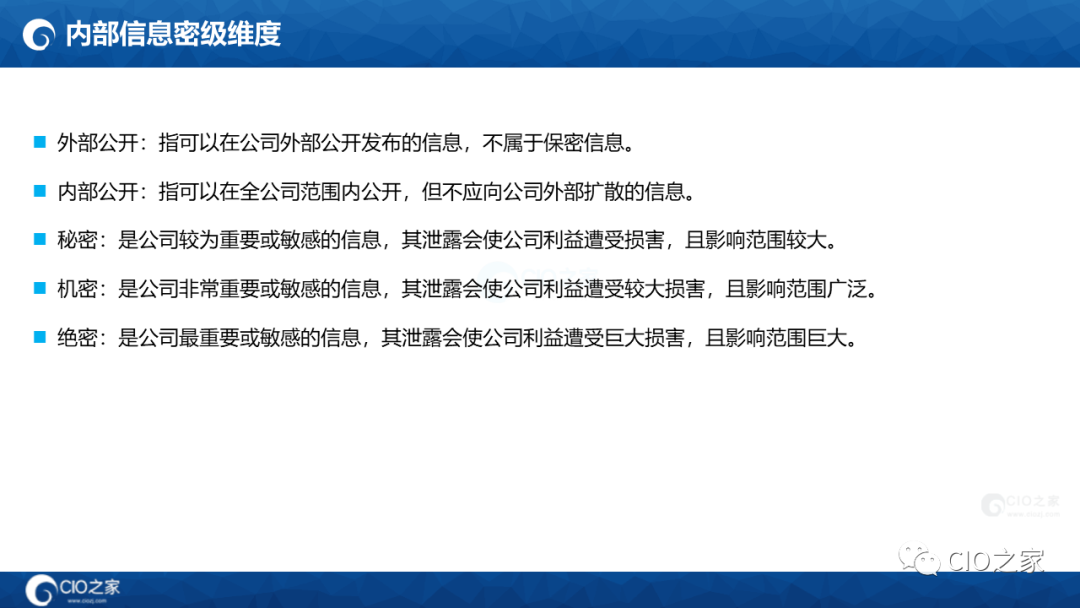 内部信息密级维度
外部公开：指可以在公司外部公开发布的信息，不属于保密信息。
内部公开：指可以在全公司范围内公开，但不应向公司外部扩散的信息。
秘密：是公司较为重要或敏感的信息，其泄露会使公司利益遭受损害，且影响范围较大。
CIO之家
机密：是公司非常重要或敏感的信息，其泄露会使公司利益遭受较大损害，且影响范围广泛。
绝密：是公司最重要或敏感的信息，其泄露会使公司利益遭受巨大损害，且影响范围巨大。
CIO之家
www.ciozj.com
CIO之家
CIO之家
www.ciozj.com